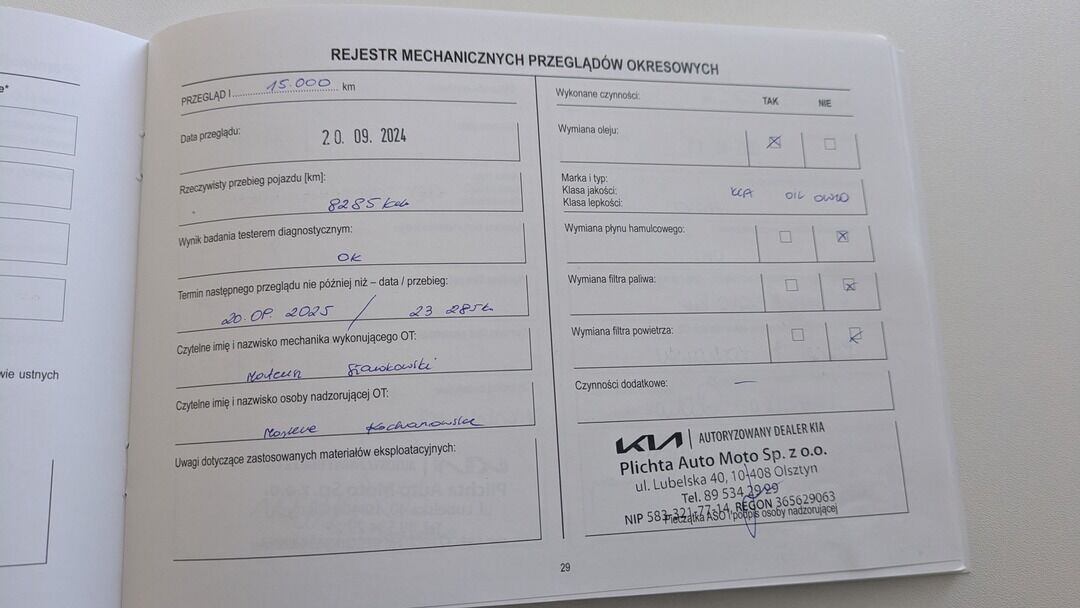 e*
wie ustnych
REJESTR MECHANICZNYCH PRZEGLĄDÓW OKRESOWYCH
PRZEGLĄD I 15.000 km
Data przeglądu:
20. 09. 2024
Rzeczywisty przebieg pojazdu [km]:
8285 km
Wynik badania testerem diagnostycznym:
OK
Termin następnego przeglądu nie później niż – data / przebieg:
20.09. 2025 / 23 285k
Czytelne imię i nazwisko mechanika wykonującego OT:
Czytelne imię i nazwisko osoby nadzorującej OT:
Kochanowska
Uwagi dotyczące zastosowanych materiałów eksploatacyjnych:
Wykonane czynności:
TAK NIE
Wymiana oleju:
Marka i typ:
Klasa jakości:
Klasa lepkości:
KIA OIL 0W20
Wymiana płynu hamulcowego:
Wymiana filtra paliwa:
Wymiana filtra powietrza:
Czynności dodatkowe: —
KIA | AUTORYZOWANY DEALER KIA
Plichta Auto Moto Sp. z o.o.
ul. Lubelska 40, 10-408 Olsztyn
Tel. 89 534 29 29
NIP 583-321-77-14, REGON 365629063
Pieczątka ASO i podpis osoby nadzorującej
29